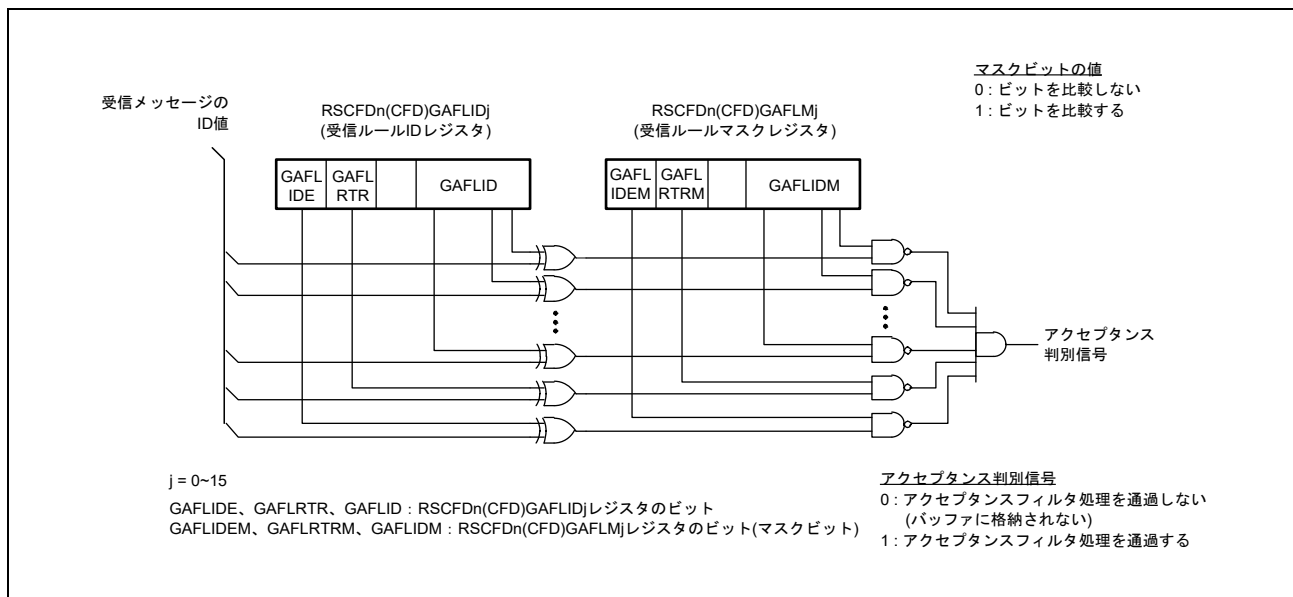 受信メッセージの
ID値
RSCFDn(CFD)GAFLIDj
(受信ルールIDレジスタ)
RSCFDn(CFD)GAFLMj
(受信ルールマスクレジスタ)
マスクビットの値
0 : ビットを比較しない
1 : ビットを比較する
GAFL
IDE
GAFL
RTR
GAFLID
GAFL
IDEM
GAFL
RTRM
GAFLIDM
アクセプタンス
判別信号
j = 0~15
GAFLIDE、GAFLRTR、GAFLID : RSCFDn(CFD)GAFLIDjレジスタのビット
GAFLIDEM、GAFLRTRM、GAFLIDM : RSCFDn(CFD)GAFLMjレジスタのビット(マスクビット)
アクセプタンス判別信号
0 : アクセプタンスフィルタ処理を通過しない
(バッファに格納されない)
1 : アクセプタンスフィルタ処理を通過する